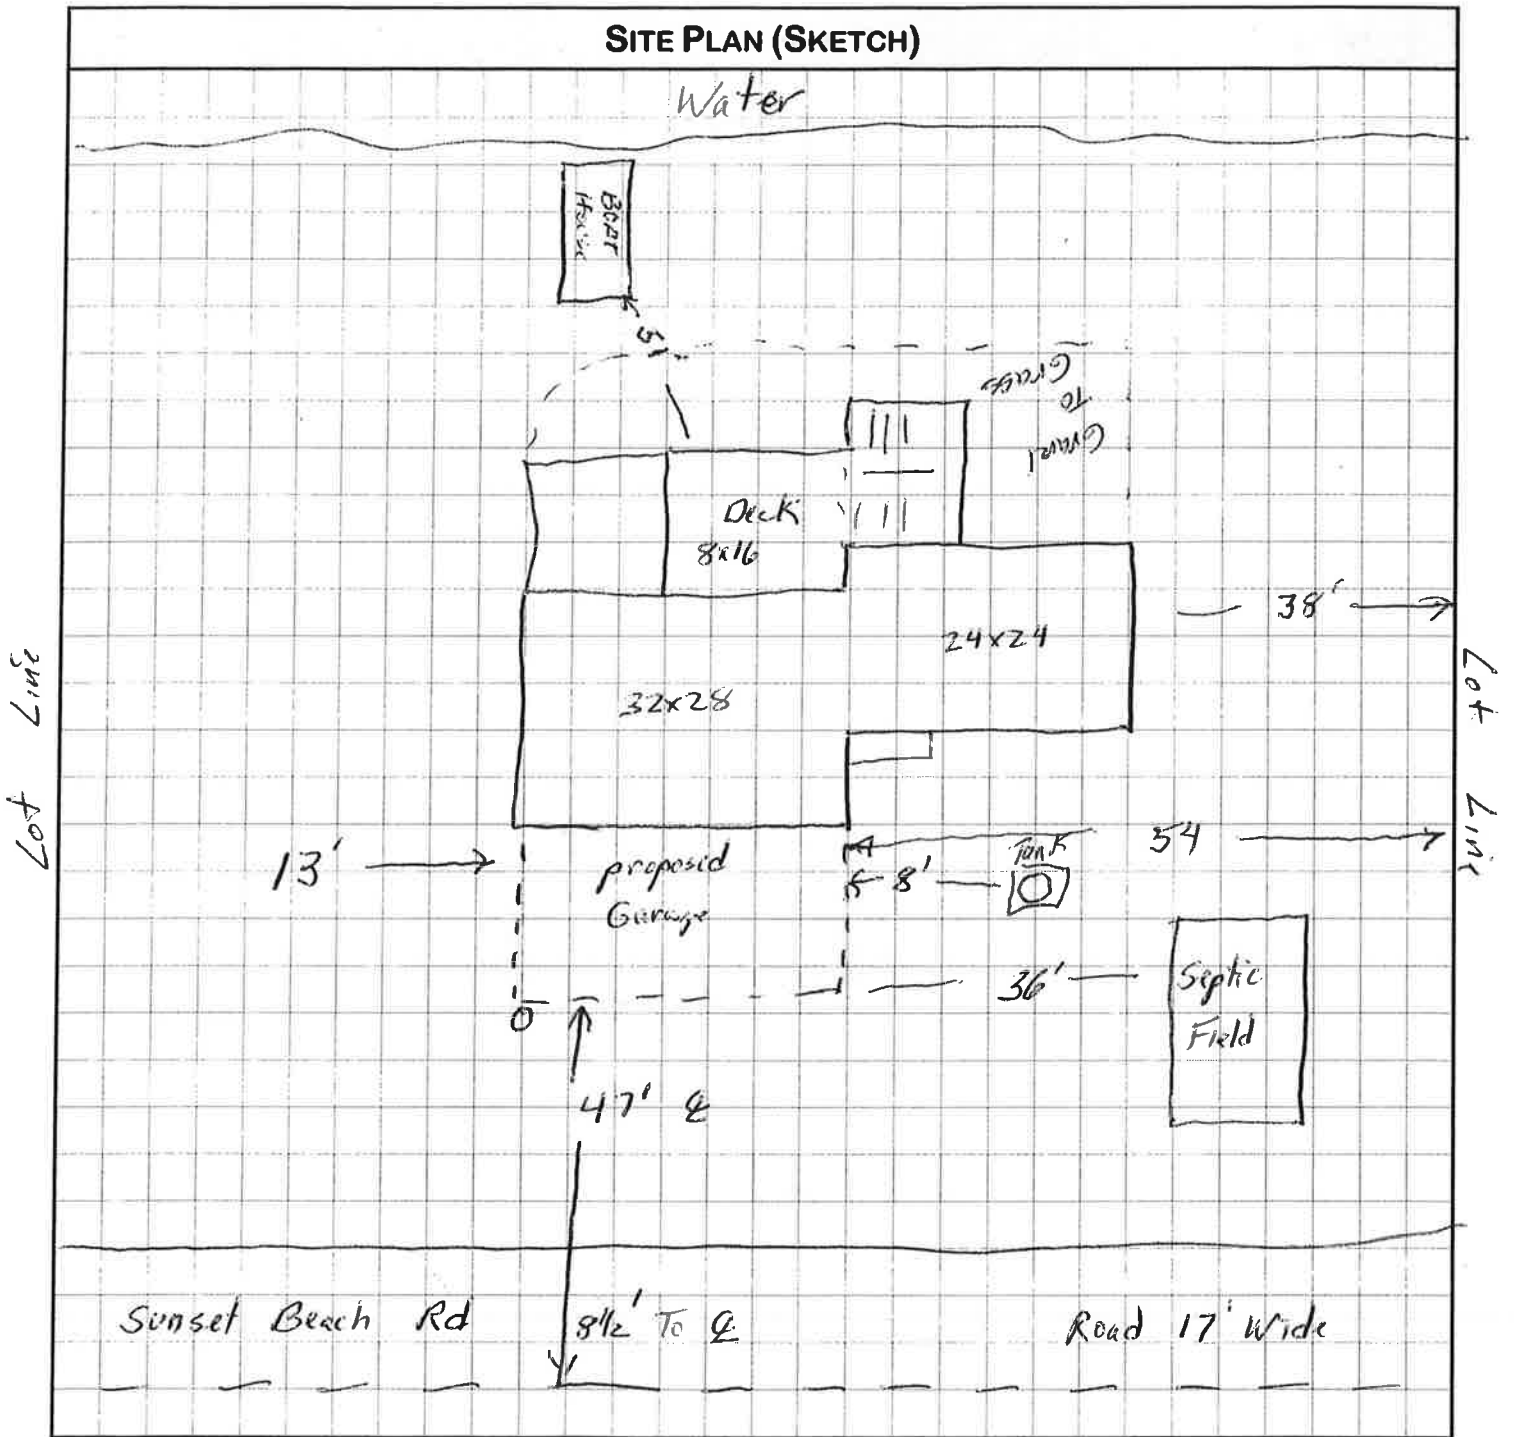 SITE PLAN (SKETCH)
Water
BOAT
House
5'
Grass
To
Gravel
Deck
8x16
24x24
38'
32x28
Lot Line
Lot Line
13'
proposed
Garage
54
Tank
8'
36'
Septic
Field
47' ℄
Sunset Beach Rd
8½' To ℄
Road 17' Wide